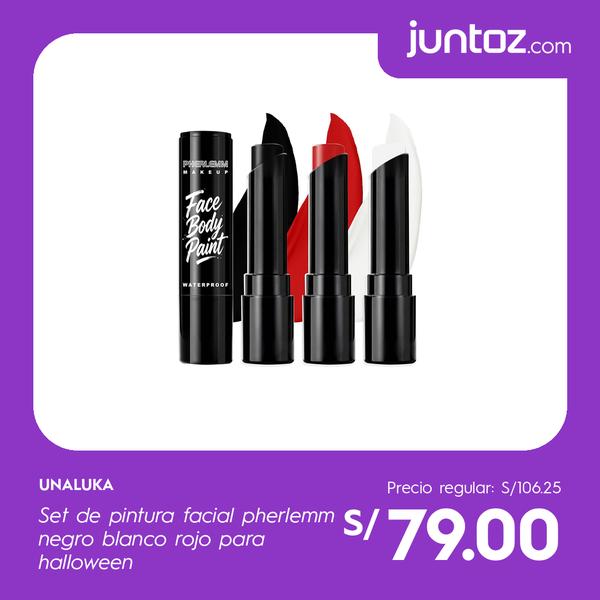 juntoz.com
PHERLEMM
MAKEUP
Face
Body
Paint
WATERPROOF
UNALUKA
Set de pintura facial pherlemm
negro blanco rojo para
halloween
Precio regular: S/106.25
S/79.00